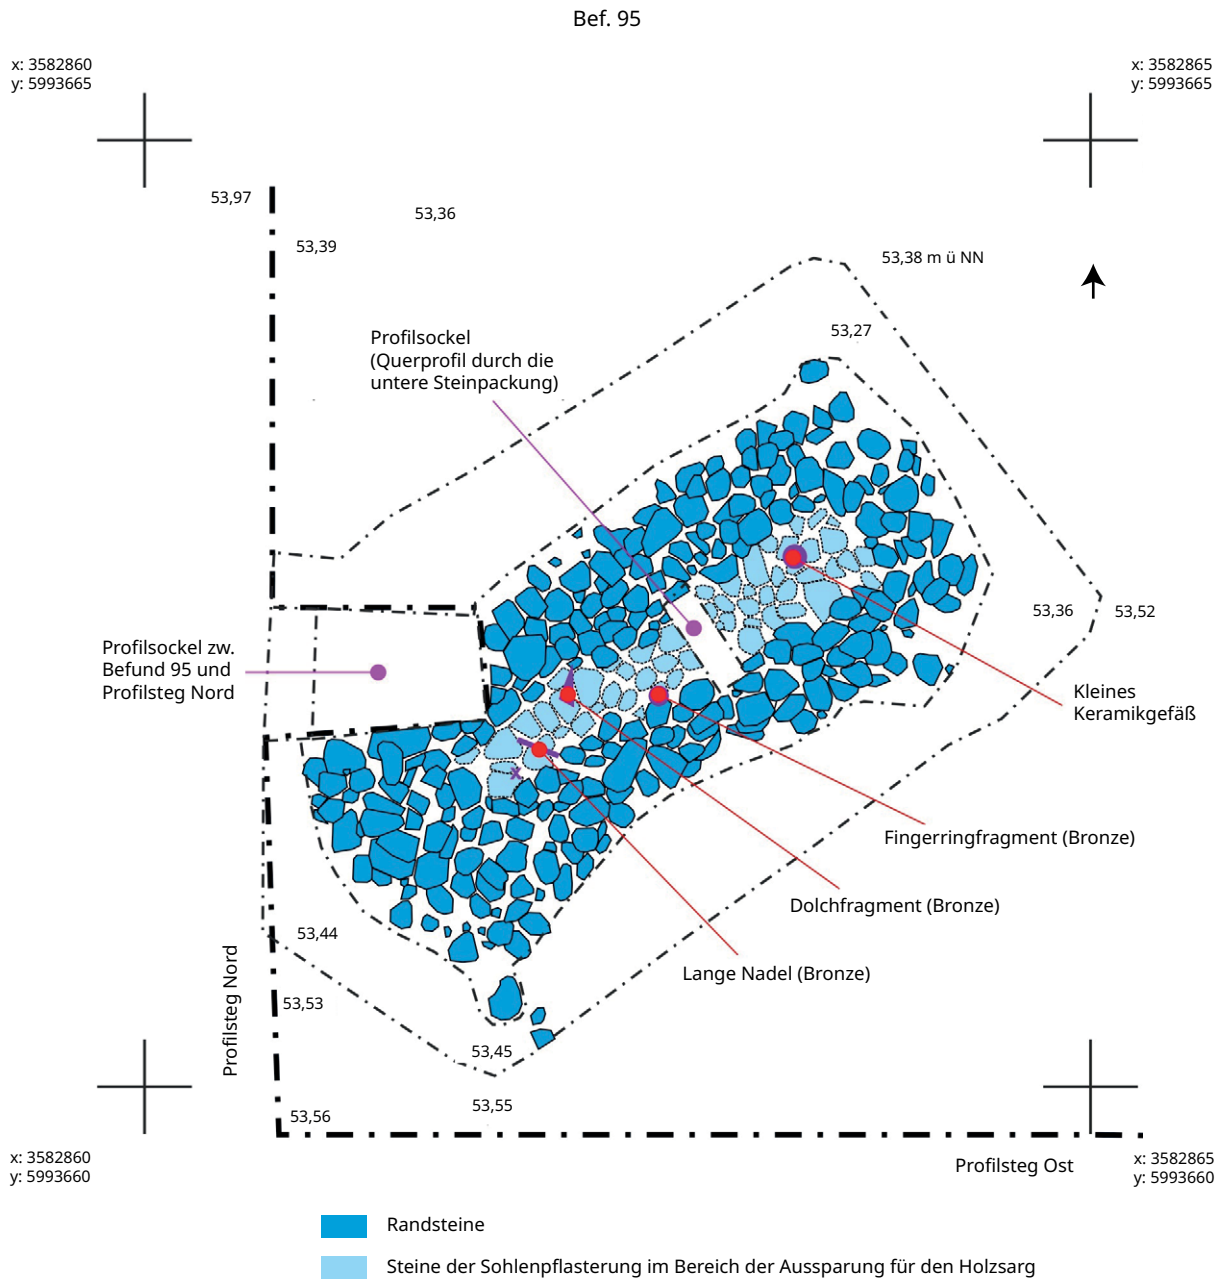 Bef. 95
x: 3582860
y: 5993665
x: 3582865
y: 5993665
53,97
53,36
53,39
53,38 m ü NN
53,27
Profilsockel
(Querprofil durch die
untere Steinpackung)
53,36
53,52
Profilsockel zw.
Befund 95 und
Profilsteg Nord
Kleines
Keramikgefäß
x
Fingerringfragment (Bronze)
Dolchfragment (Bronze)
Lange Nadel (Bronze)
53,44
Profilsteg Nord
53,53
53,45
53,55
53,56
x: 3582860
y: 5993660
Profilsteg Ost
x: 3582865
y: 5993660
Randsteine
Steine der Sohlenpflasterung im Bereich der Aussparung für den Holzsarg